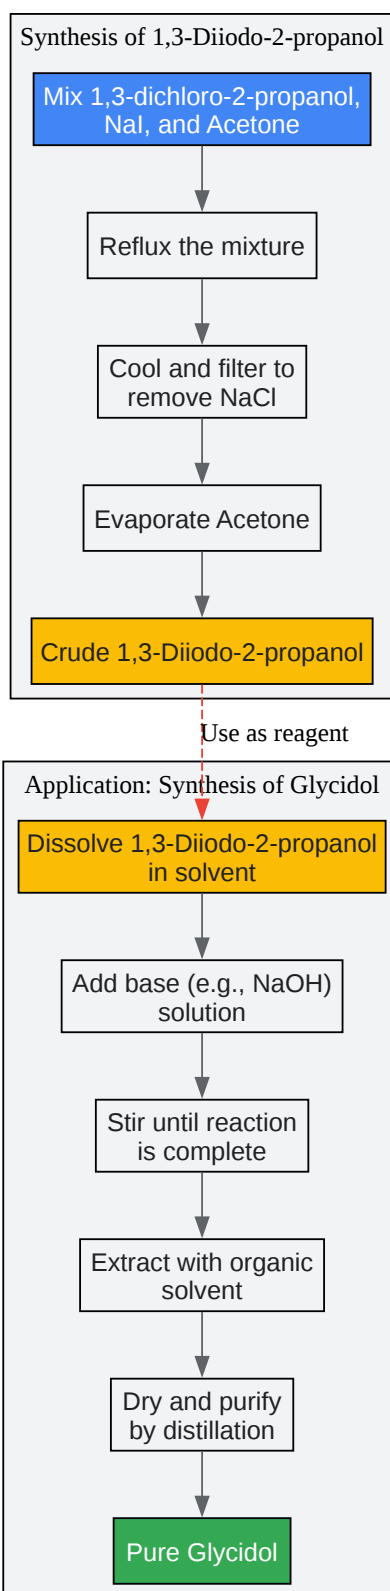 Synthesis of 1,3-Diiodo-2-propanol
Mix 1,3-dichloro-2-propanol,
NaI, and Acetone
Reflux the mixture
Cool and filter to
remove NaCl
Evaporate Acetone
Crude 1,3-Diiodo-2-propanol
Use as reagent
Application: Synthesis of Glycidol
Dissolve 1,3-Diiodo-2-propanol
in solvent
Add base (e.g., NaOH)
solution
Stir until reaction
is complete
Extract with organic
solvent
Dry and purify
by distillation
Pure Glycidol